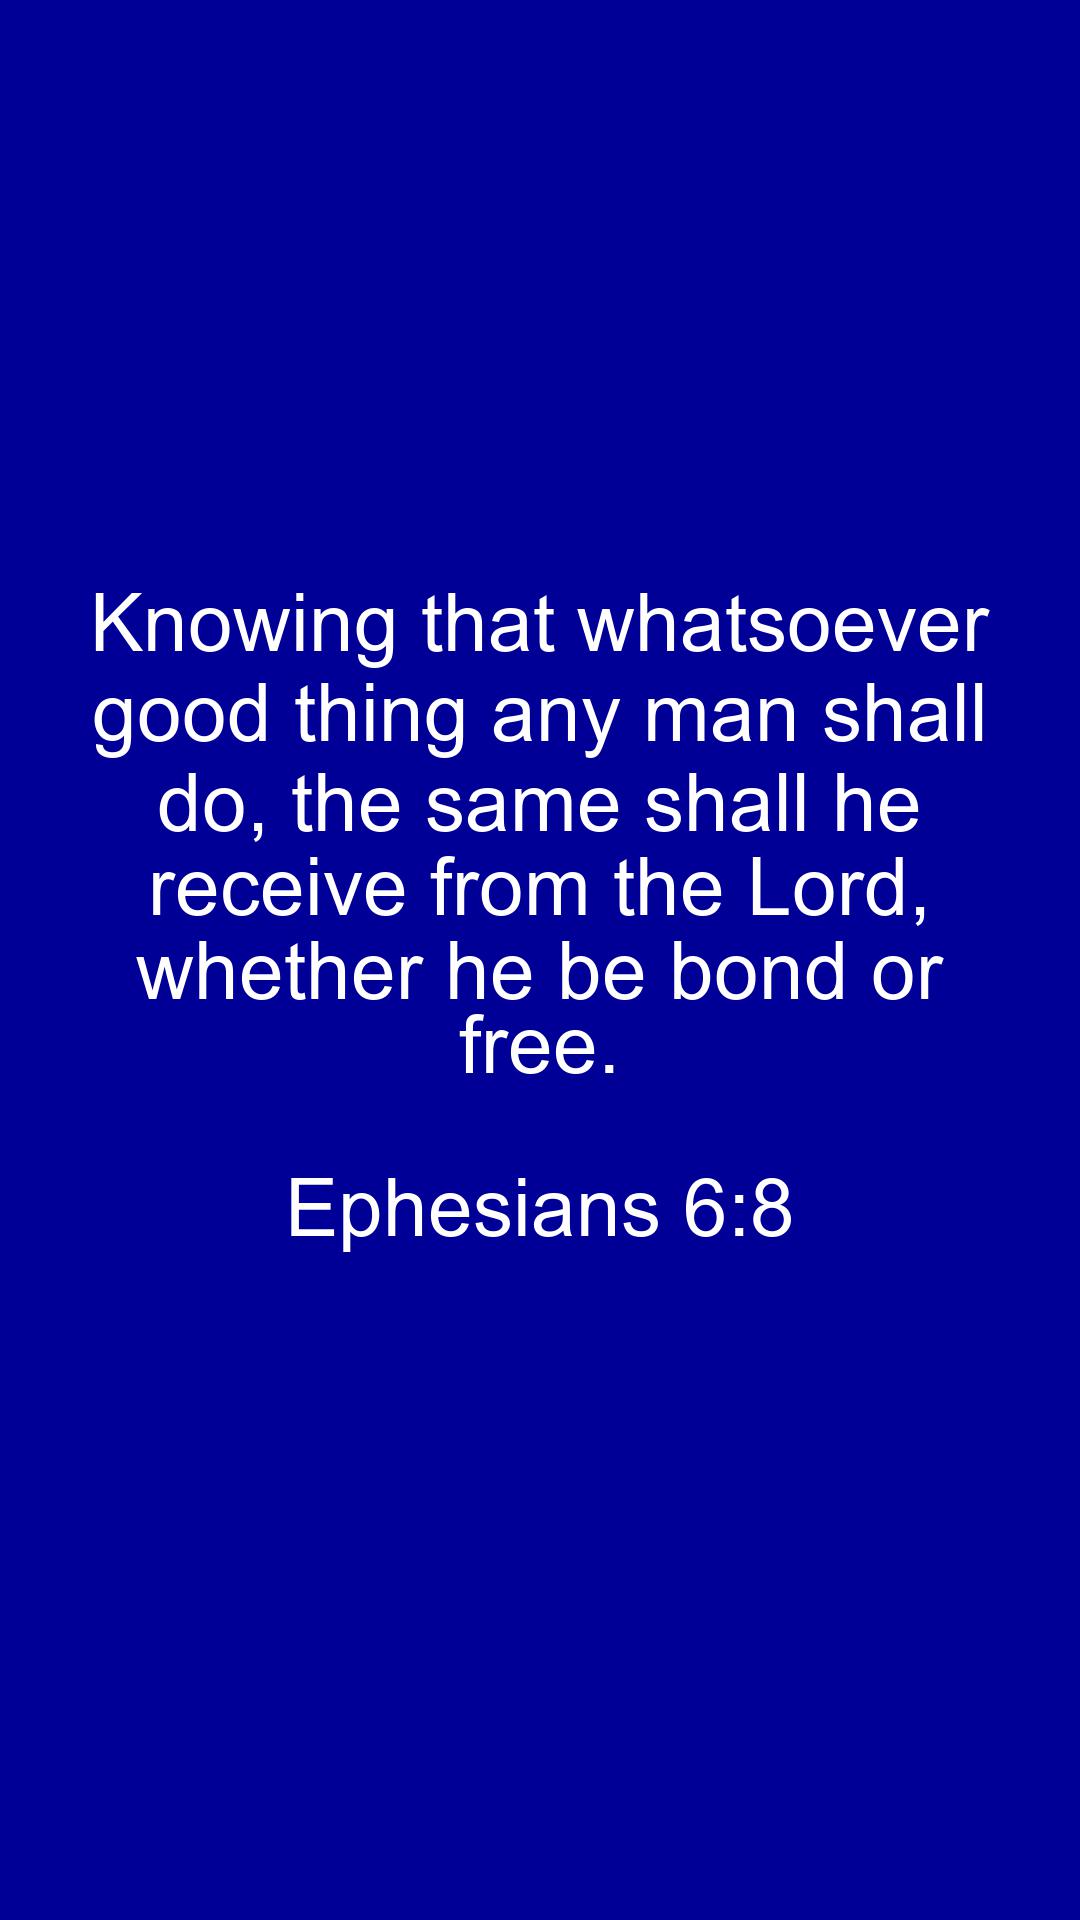 Knowing that whatsoever
good thing any man shall
do, the same shall he
receive from the Lord,
whether he be bond or
free.
Ephesians 6:8